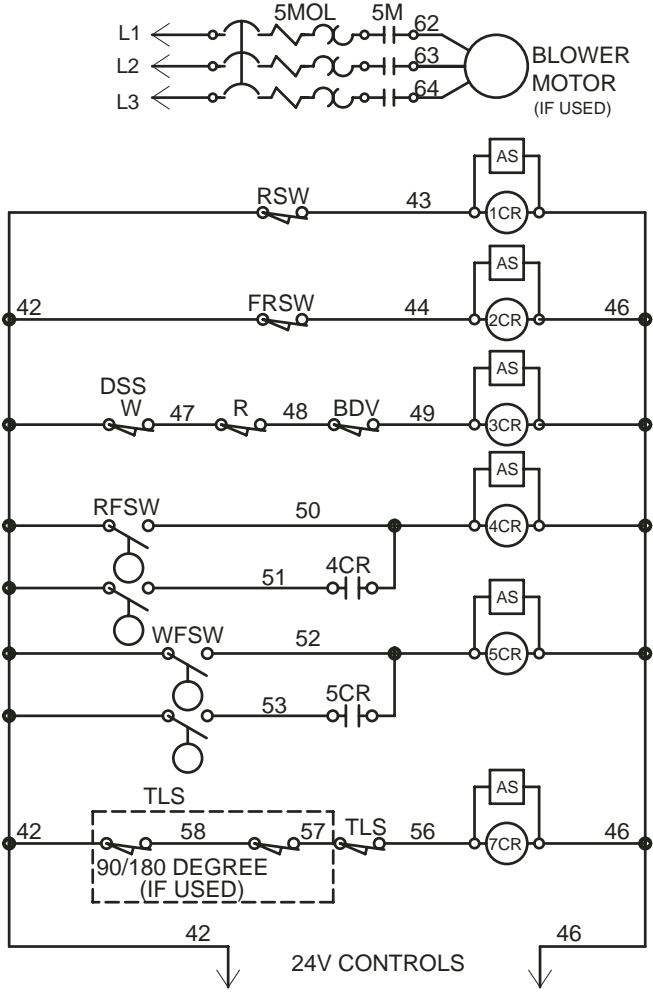 5MOL 5M 62
L1
L2 63 BLOWER
MOTOR
L3 64 (IF USED)
AS
RSW 43 1CR
AS
42 FRSW 44 2CR 46
AS
DSS
W 47 R 48 BDV 49 3CR
AS
RFSW 50 4CR
51 4CR
AS
WFSW 52 5CR
53 5CR
TLS AS
42 58 57 TLS 56 7CR 46
90/180 DEGREE
(IF USED)
42 46
24V CONTROLS